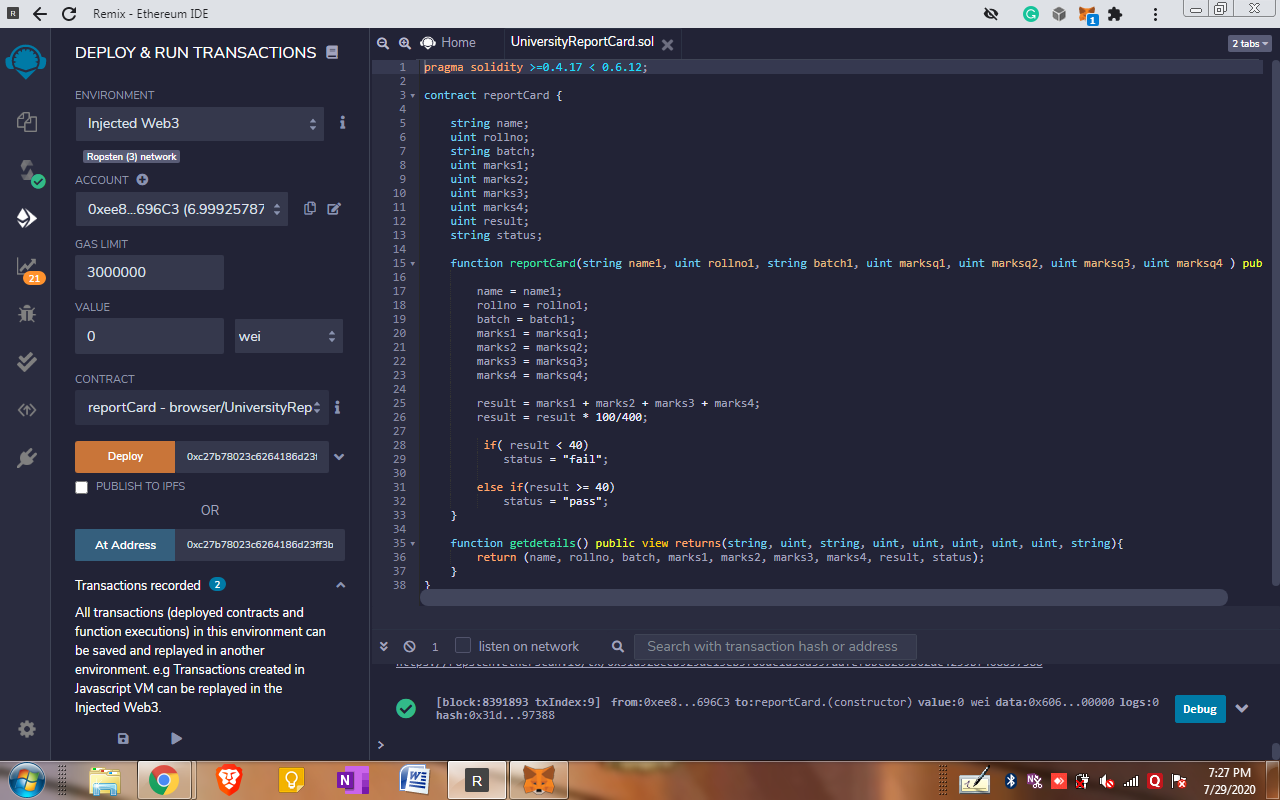 R
Remix - Ethereum IDE
1
DEPLOY & RUN TRANSACTIONS
ENVIRONMENT
Injected Web3
Ropsten (3) network
ACCOUNT
0xee8...696C3 (6.99925787
GAS LIMIT
3000000
VALUE
0
wei
CONTRACT
reportCard - browser/UniversityRep
Deploy
0xc27b78023c6264186d23f
PUBLISH TO IPFS
OR
At Address
0xc27b78023c6264186d23ff3b
Transactions recorded 2
All transactions (deployed contracts and
function executions) in this environment can
be saved and replayed in another
environment. e.g Transactions created in
Javascript VM can be replayed in the
Injected Web3.
21
Home
UniversityReportCard.sol
2 tabs
1 pragma solidity >=0.4.17 < 0.6.12;
2
3 contract reportCard {
4
5 string name;
6 uint rollno;
7 string batch;
8 uint marks1;
9 uint marks2;
10 uint marks3;
11 uint marks4;
12 uint result;
13 string status;
14
15 function reportCard(string name1, uint rollno1, string batch1, uint marksq1, uint marksq2, uint marksq3, uint marksq4 ) pub
16
17 name = name1;
18 rollno = rollno1;
19 batch = batch1;
20 marks1 = marksq1;
21 marks2 = marksq2;
22 marks3 = marksq3;
23 marks4 = marksq4;
24
25 result = marks1 + marks2 + marks3 + marks4;
26 result = result * 100/400;
27
28 if( result < 40)
29 status = "fail";
30
31 else if(result >= 40)
32 status = "pass";
33 }
34
35 function getdetails() public view returns(string, uint, string, uint, uint, uint, uint, uint, string){
36 return (name, rollno, batch, marks1, marks2, marks3, marks4, result, status);
37 }
38 }
1
listen on network
Search with transaction hash or address
[block:8391893 txIndex:9] from:0xee8...696C3 to:reportCard.(constructor) value:0 wei data:0x606...00000 logs:0
hash:0x31d...97388
Debug
>
R
7:27 PM
7/29/2020